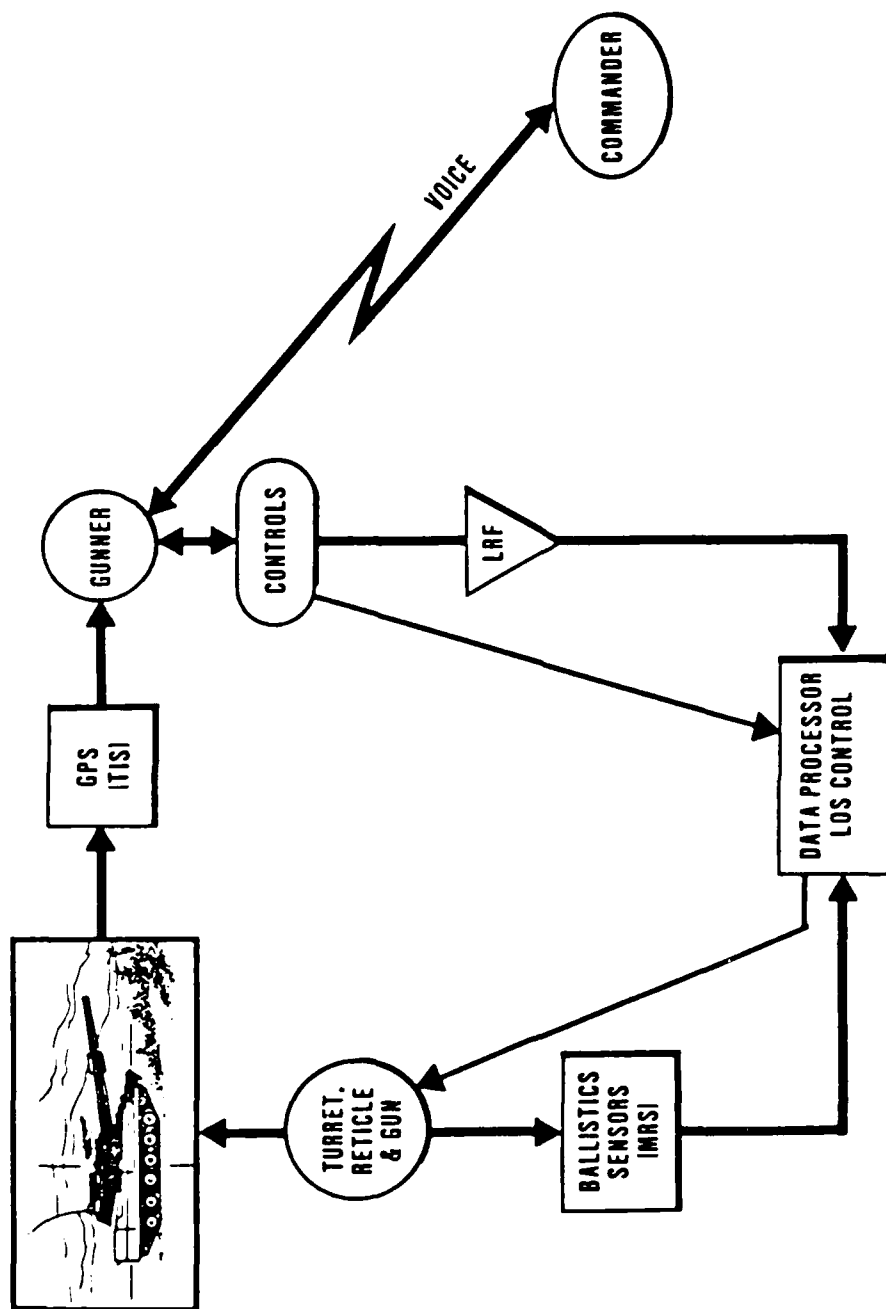 GPS
(TIS)
GUNNER
VOICE
COMMANDER
CONTROLS
LRF
TURRET,
RETICLE
& GUN
BALLISTICS
SENSORS
(MRS)
DATA PROCESSOR
LOS CONTROL